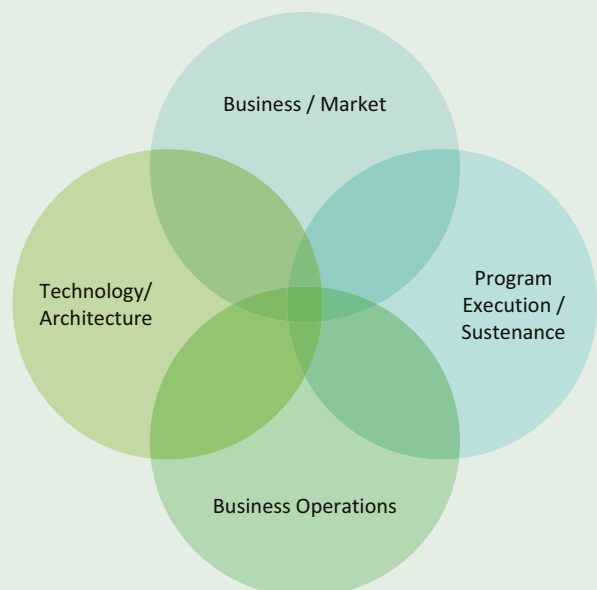 Business / Market
Technology/
Architecture
Program
Execution /
Sustenance
Business Operations